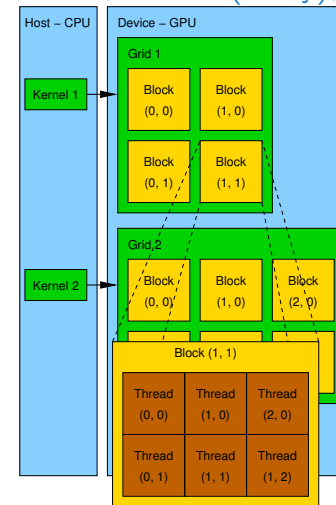 Host – CPU
Device – GPU
Grid 1
Kernel 1
Block
(0, 0)
Block
(1, 0)
Block
(0, 1)
Block
(1, 1)
Grid 2
Kernel 2
Block
(0, 0)
Block
(1, 0)
Block
(2, 0)
Block (1, 1)
Thread
(0, 0)
Thread
(1, 0)
Thread
(2, 0)
Thread
(0, 1)
Thread
(1, 1)
Thread
(1, 2)